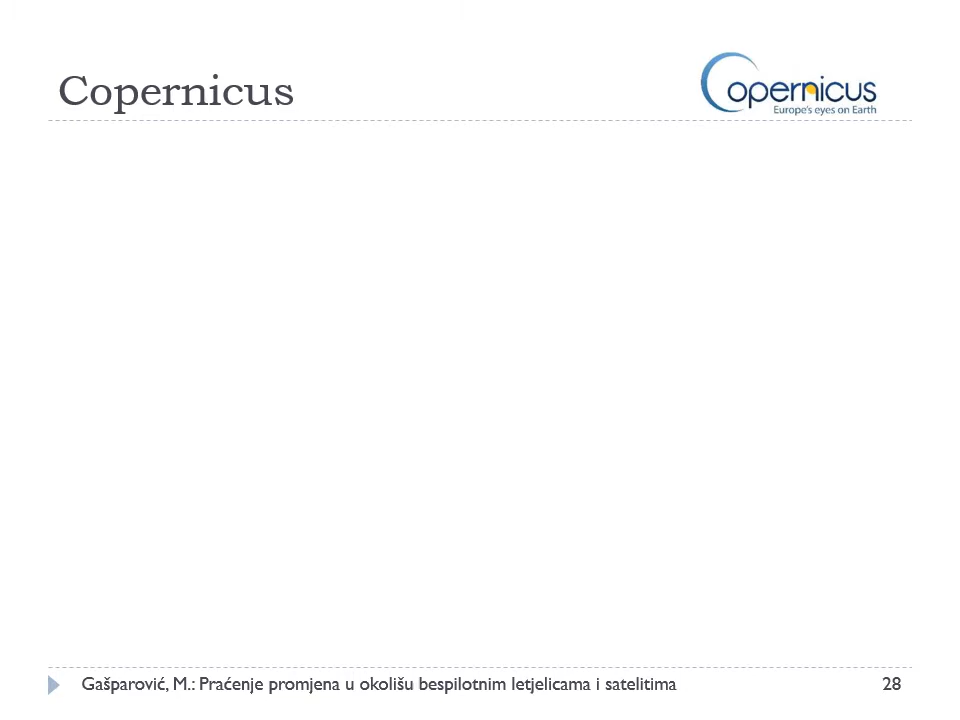 Copernicus
Copernicus
Europe's eyes on Earth
Gašparović, M.: Praćenje promjena u okolišu bespilotnim letjelicama i satelitima
28